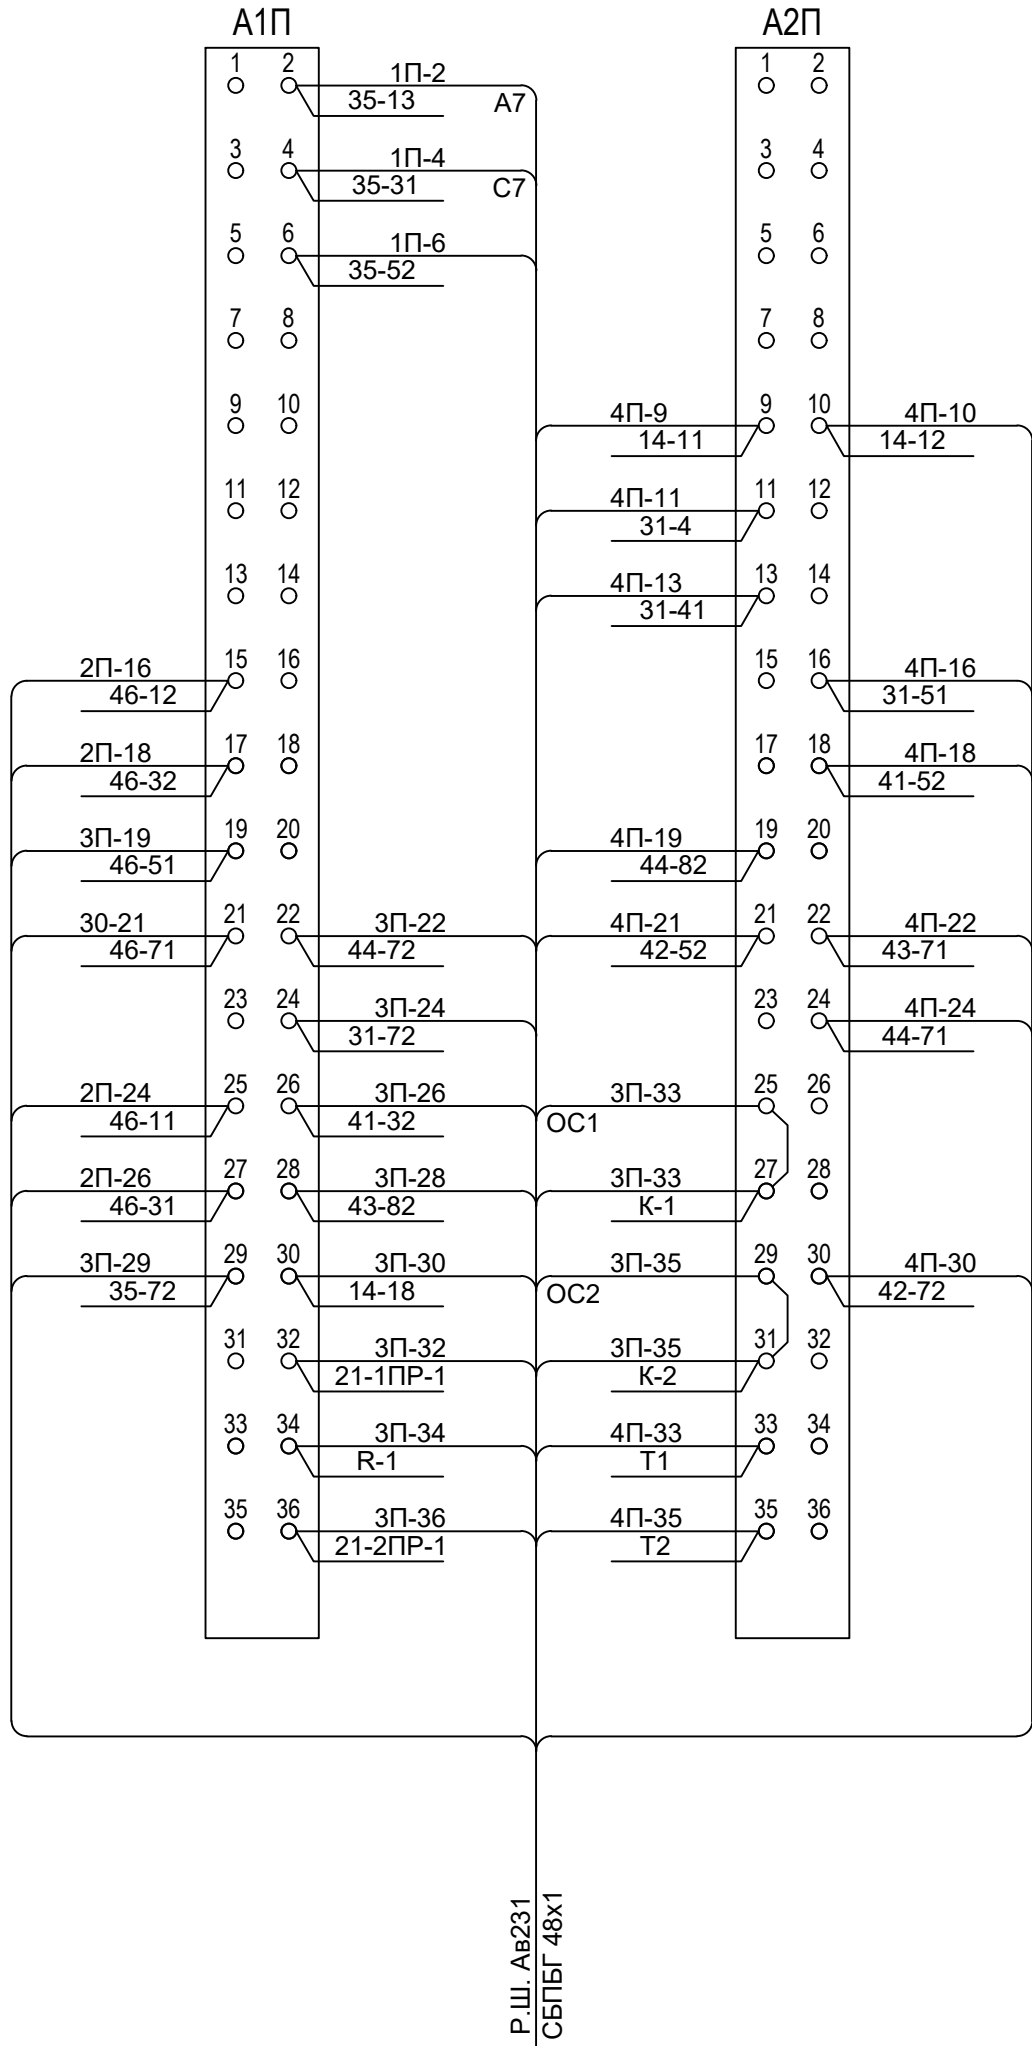 А1П А2П
1 2 1П-2 1 2
35-13 А7
3 4 1П-4 3 4
35-31 С7
5 6 1П-6 5 6
35-52
7 8 7 8
9 10 4П-9 9 10 4П-10
14-11 14-12
11 12 4П-11 11 12
31-4
13 14 4П-13 13 14
31-41
2П-16 15 16 15 16 4П-16
46-12 31-51
2П-18 17 18 17 18 4П-18
46-32 41-52
3П-19 19 20 4П-19 19 20
46-51 44-82
30-21 21 22 3П-22 4П-21 21 22 4П-22
46-71 44-72 42-52 43-71
23 24 3П-24 23 24 4П-24
31-72 44-71
2П-24 25 26 3П-26 3П-33 25 26
46-11 41-32 ОС1
2П-26 27 28 3П-28 3П-33 27 28
46-31 43-82 К-1
3П-29 29 30 3П-30 3П-35 29 30 4П-30
35-72 14-18 ОС2 42-72
31 32 3П-32 3П-35 31 32
21-1ПР-1 К-2
33 34 3П-34 4П-33 33 34
R-1 Т1
35 36 3П-36 4П-35 35 36
21-2ПР-1 Т2
Р.Ш. Ав231
СБПБГ 48х1